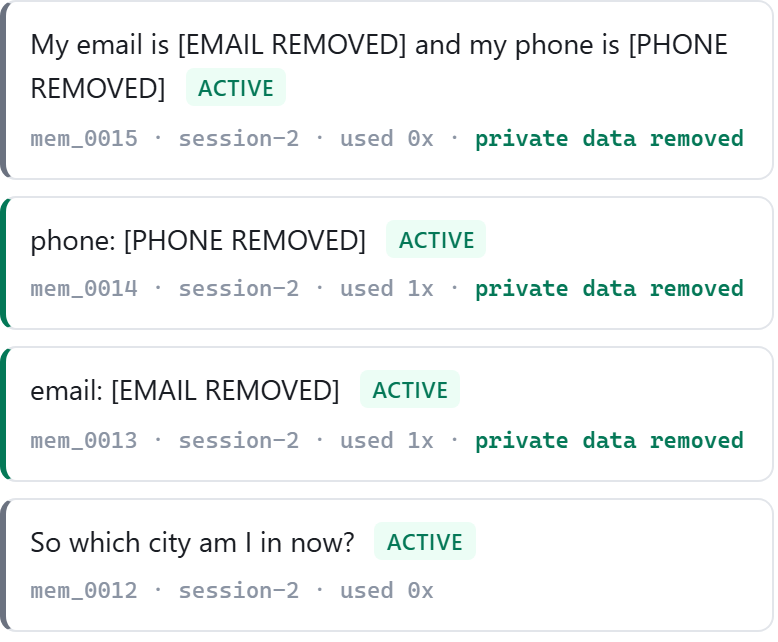 My email is [EMAIL REMOVED] and my phone is [PHONE
REMOVED] ACTIVE
mem_0015 · session-2 · used 0x · private data removed
phone: [PHONE REMOVED] ACTIVE
mem_0014 · session-2 · used 1x · private data removed
email: [EMAIL REMOVED] ACTIVE
mem_0013 · session-2 · used 1x · private data removed
So which city am I in now? ACTIVE
mem_0012 · session-2 · used 0x